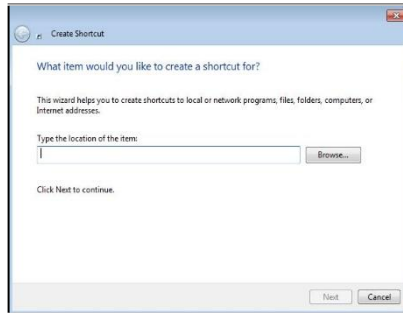 Create Shortcut
What item would you like to create a shortcut for?
This wizard helps you to create shortcuts to local or network programs, files, folders, computers, or
Internet addresses.
Type the location of the item:
Browse...
Click Next to continue.
Next
Cancel